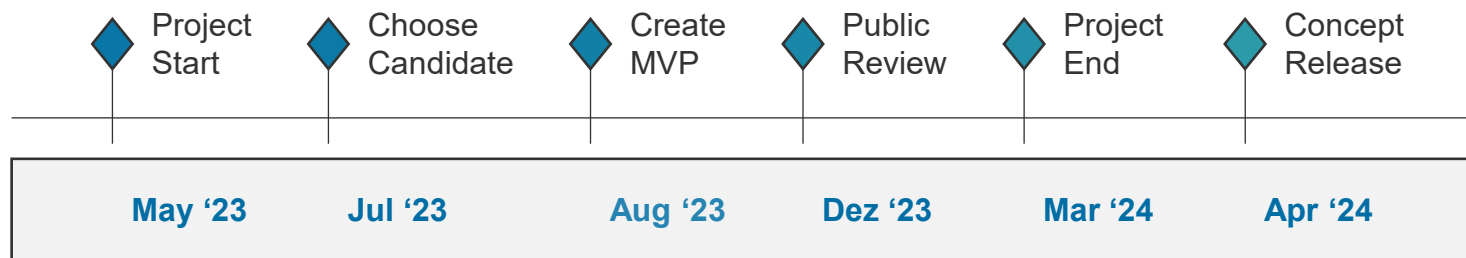 Project
Start
Choose
Candidate
Create
MVP
Public
Review
Project
End
Concept
Release
May ‘23
Jul ‘23
Aug ‘23
Dez ‘23
Mar ‘24
Apr ‘24